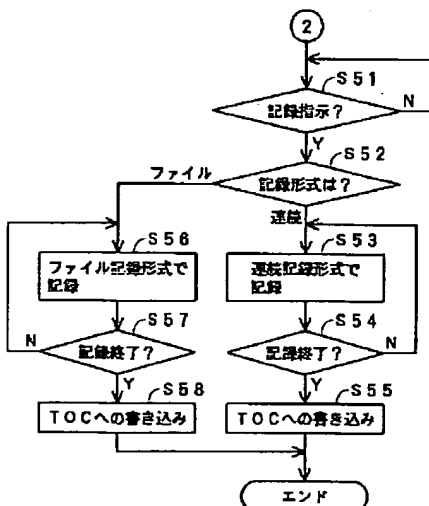 2
S51
記録指示?
N
Y
S52
ファイル
記録形式は?
連続
S56
ファイル記録形式で
記録
S53
連続記録形式で
記録
S57
N
記録終了?
Y
S54
記録終了?
N
Y
S58
TOCへの書き込み
S55
TOCへの書き込み
エンド